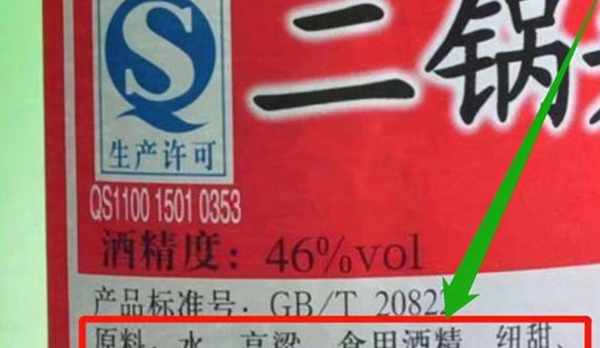 二锅
生产许可
QS1100 1501 0353
酒精度：46%vol
产品标准号：GB/T 2082
原料：水、高粱、食用酒精、纽甜、